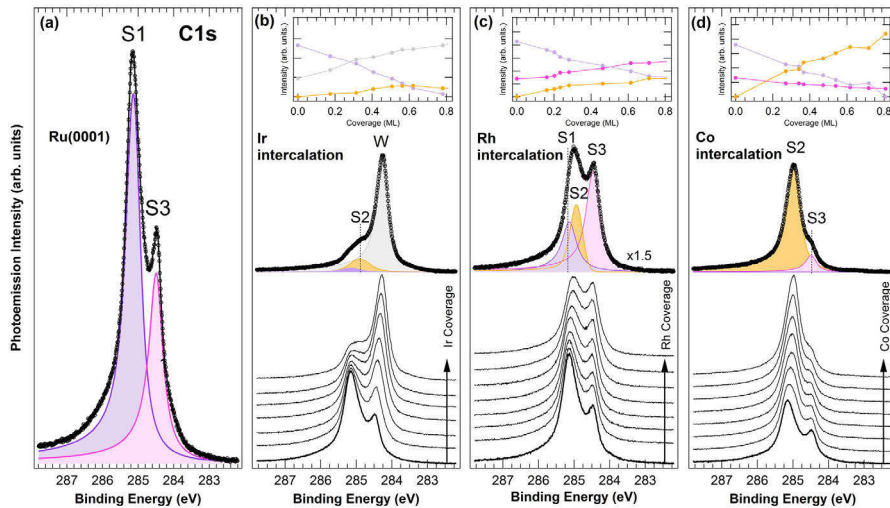 (a)
C1s
S1
Ru(0001)
S3
Photoemission Intensity (arb. units)
287 286 285 284 283
Binding Energy (eV)
(b)
Intensity (arb. units.)
0.0 0.2 0.4 0.6 0.8
Coverage (ML)
Ir
intercalation
W
S2
Ir Coverage
287 286 285 284 283
Binding Energy (eV)
(c)
Intensity (arb. units.)
0.0 0.2 0.4 0.6 0.8
Coverage (ML)
Rh
intercalation
S1
S3
S2
x1.5
Rh Coverage
287 286 285 284 283
Binding Energy (eV)
(d)
Intensity (arb. units.)
0.0 0.2 0.4 0.6 0.8
Coverage (ML)
Co
intercalation
S2
S3
Co Coverage
287 286 285 284 283
Binding Energy (eV)